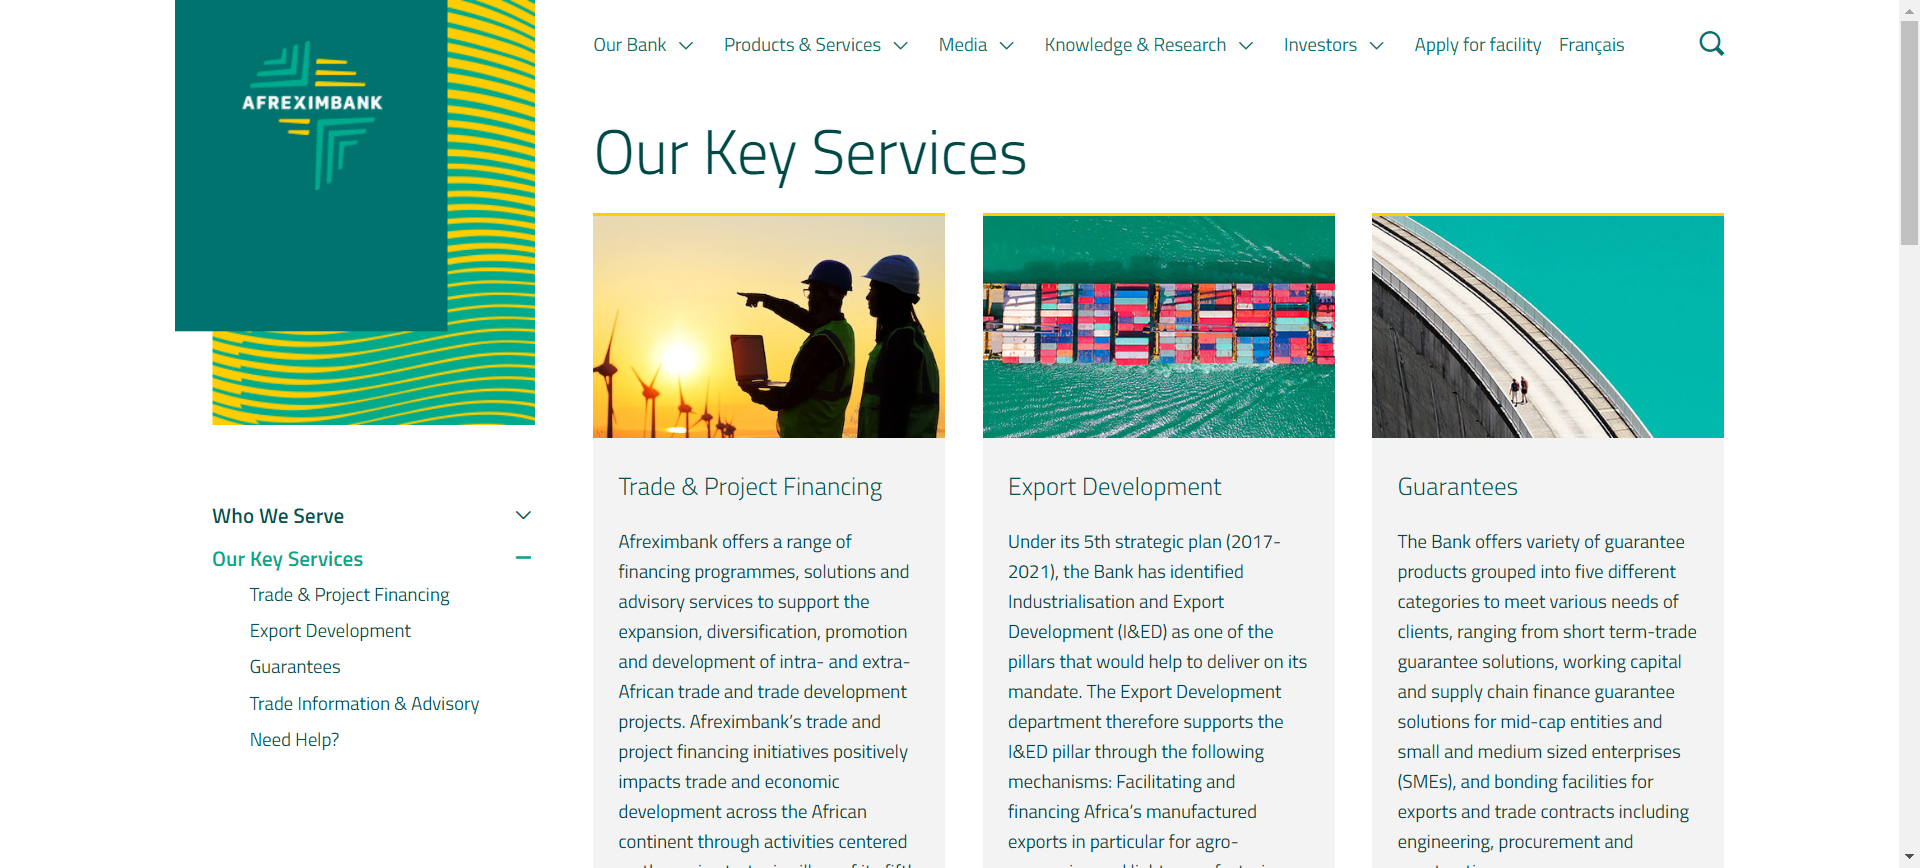 AFREXIMBANK
Our Bank
Products & Services
Media
Knowledge & Research
Investors
Apply for facility
Français
Our Key Services
Who We Serve
Our Key Services
Trade & Project Financing
Export Development
Guarantees
Trade Information & Advisory
Need Help?
Trade & Project Financing
Afreximbank offers a range of
financing programmes, solutions and
advisory services to support the
expansion, diversification, promotion
and development of intra- and extra-
African trade and trade development
projects. Afreximbank’s trade and
project financing initiatives positively
impacts trade and economic
development across the African
continent through activities centered
Export Development
Under its 5th strategic plan (2017-
2021), the Bank has identified
Industrialisation and Export
Development (I&ED) as one of the
pillars that would help to deliver on its
mandate. The Export Development
department therefore supports the
I&ED pillar through the following
mechanisms: Facilitating and
financing Africa’s manufactured
exports in particular for agro-
Guarantees
The Bank offers variety of guarantee
products grouped into five different
categories to meet various needs of
clients, ranging from short term-trade
guarantee solutions, working capital
and supply chain finance guarantee
solutions for mid-cap entities and
small and medium sized enterprises
(SMEs), and bonding facilities for
exports and trade contracts including
engineering, procurement and